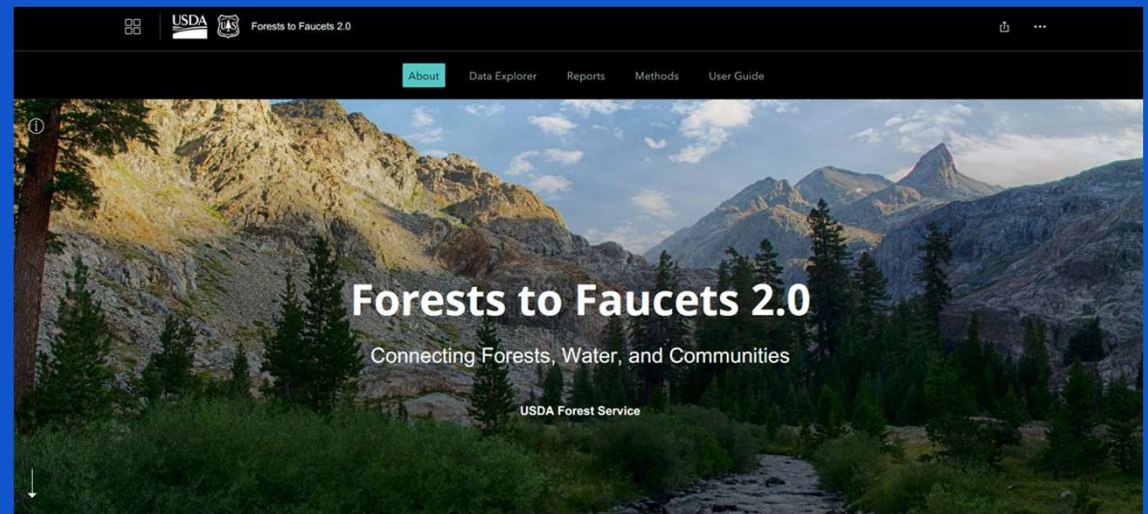 USDA
UAS
Forests to Faucets 2.0
About
Data Explorer
Reports
Methods
User Guide
Forests to Faucets 2.0
Connecting Forests, Water, and Communities
USDA Forest Service